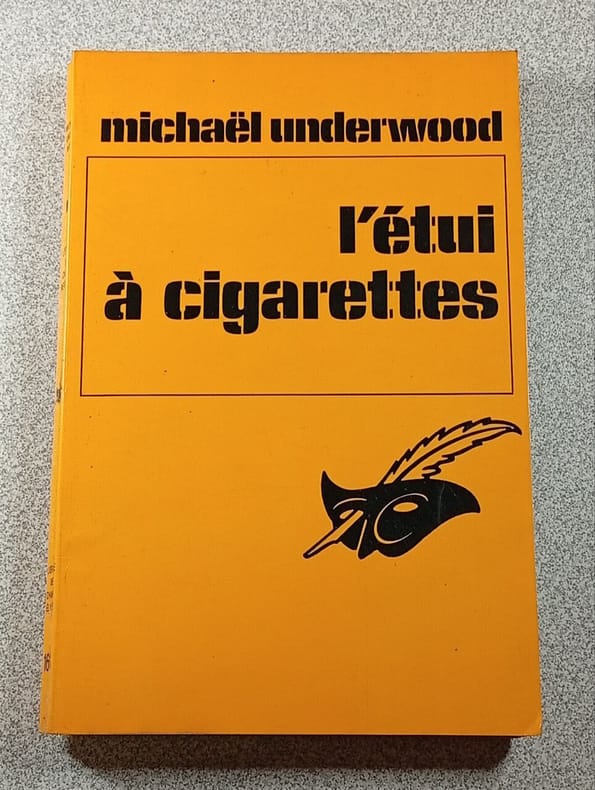 michaël underwood
l'étui
à cigarettes